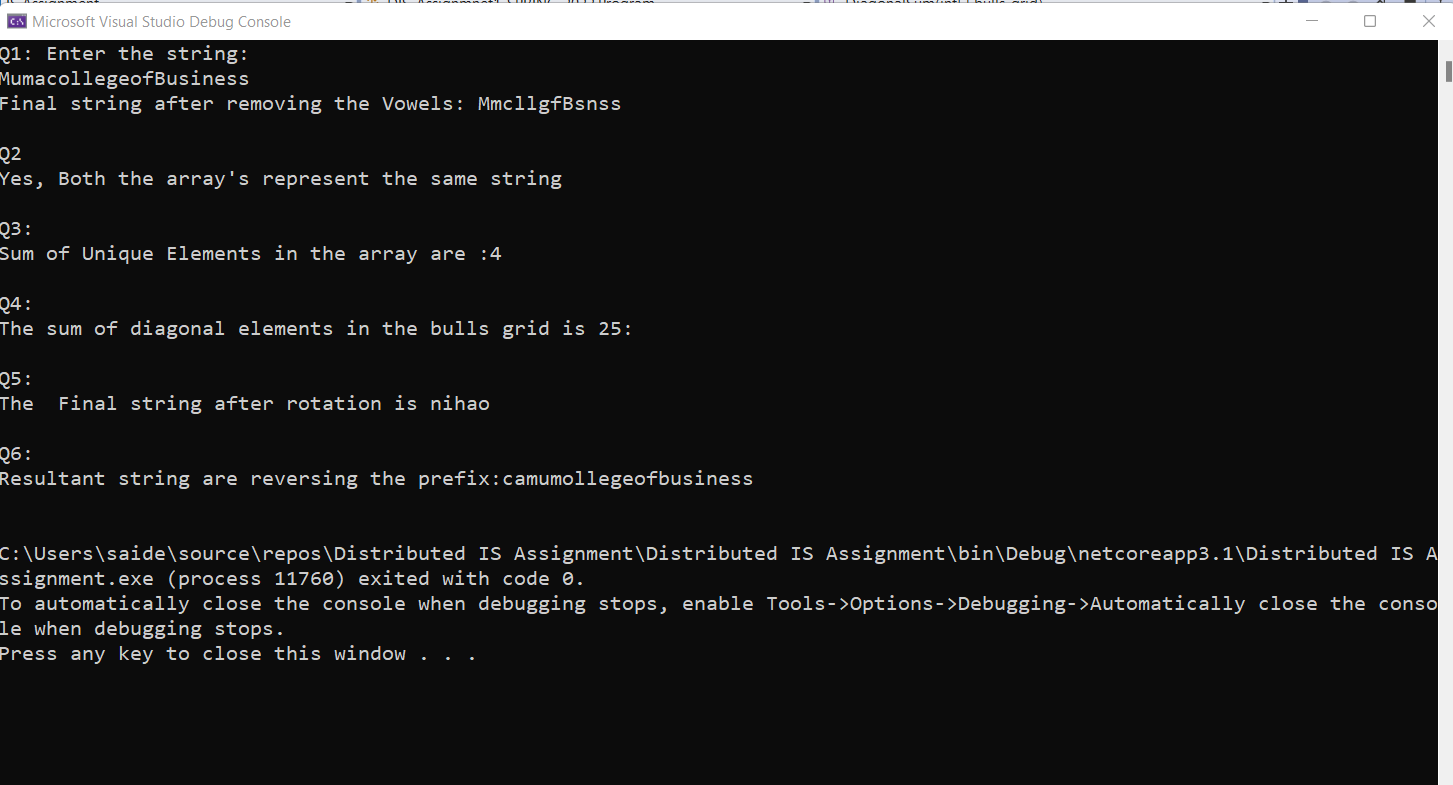 Microsoft Visual Studio Debug Console
Q1: Enter the string:
MumacollegeofBusiness
Final string after removing the Vowels: MmcllgfBsnss
Q2
Yes, Both the array's represent the same string
Q3:
Sum of Unique Elements in the array are :4
Q4:
The sum of diagonal elements in the bulls grid is 25:
Q5:
The  Final string after rotation is nihao
Q6:
Resultant string are reversing the prefix:camumollegeofbusiness
C:\Users\saide\source\repos\Distributed IS Assignment\Distributed IS Assignment\bin\Debug\netcoreapp3.1\Distributed IS A
ssignment.exe (process 11760) exited with code 0.
To automatically close the console when debugging stops, enable Tools->Options->Debugging->Automatically close the conso
le when debugging stops.
Press any key to close this window . . .